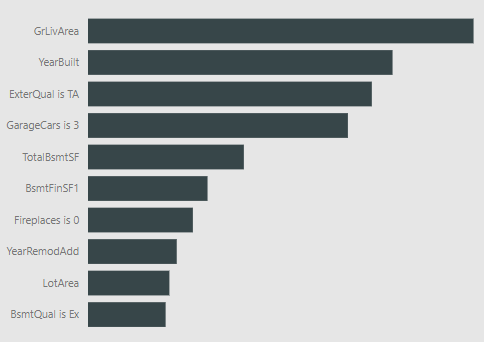 GrLivArea
YearBuilt
ExterQual is TA
GarageCars is 3
TotalBsmtSF
BsmtFinSF1
Fireplaces is 0
YearRemodAdd
LotArea
BsmtQual is Ex